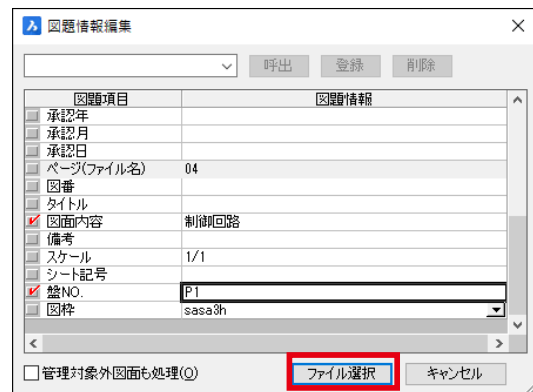 図題情報編集
呼出 登録 削除
図題項目 図題情報
承認年
承認月
承認日
ページ(ファイル名) 04
図番
タイトル
図面内容 制御回路
備考
スケール 1/1
シート記号
盤NO. P1
図枠 sasa3h
管理対象外図面も処理(O)
ファイル選択 キャンセル